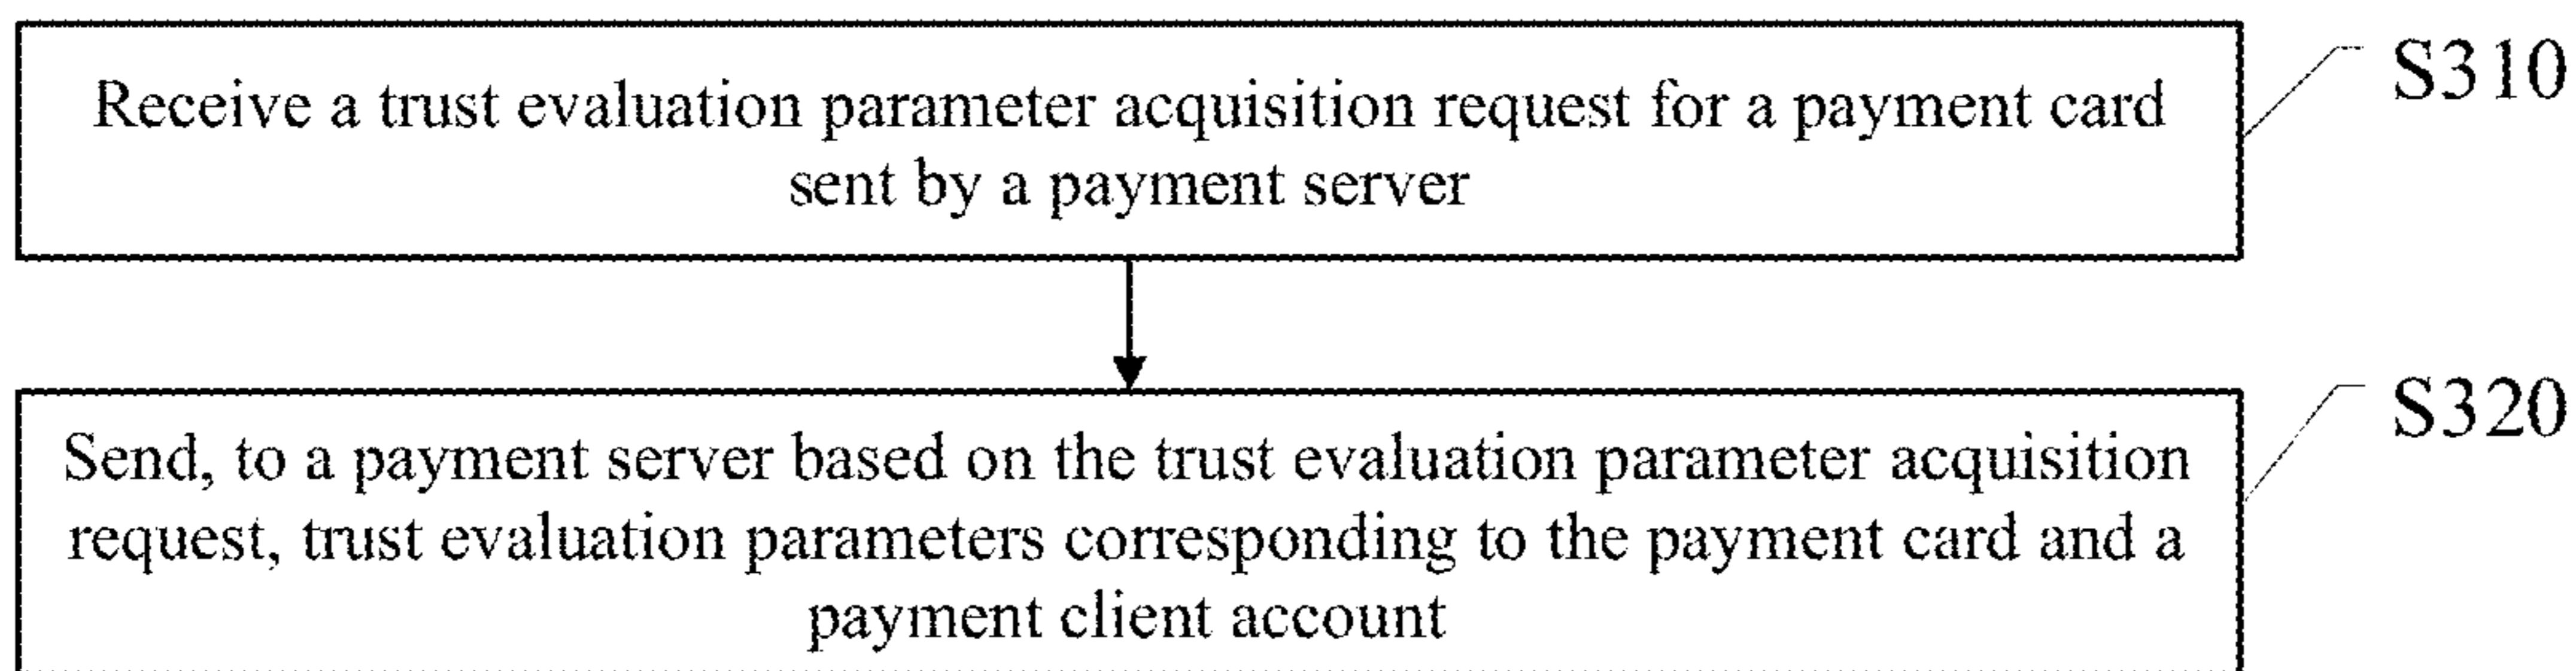 Receive a trust evaluation parameter acquisition request for a payment card
sent by a payment server
S310
Send, to a payment server based on the trust evaluation parameter acquisition
request, trust evaluation parameters corresponding to the payment card and a
payment client account
S320